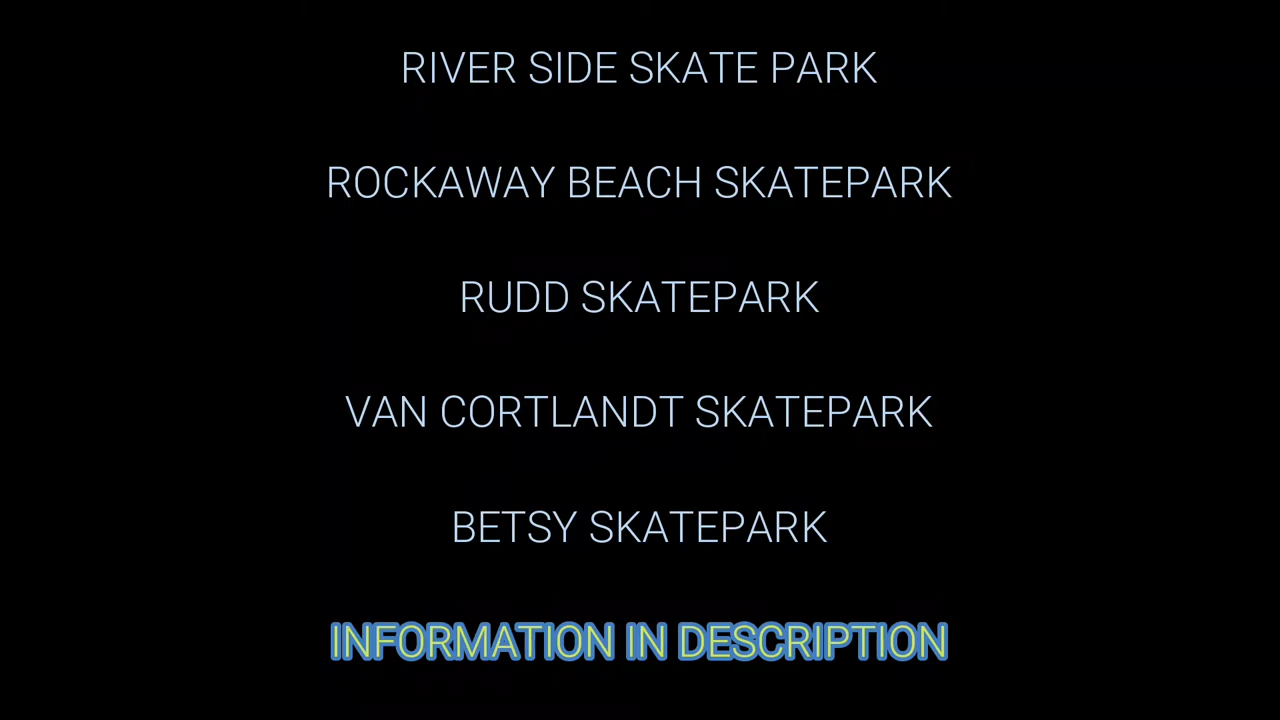 RIVER SIDE SKATE PARK
ROCKAWAY BEACH SKATEPARK
RUDD SKATEPARK
VAN CORTLANDT SKATEPARK
BETSY SKATEPARK
INFORMATION IN DESCRIPTION